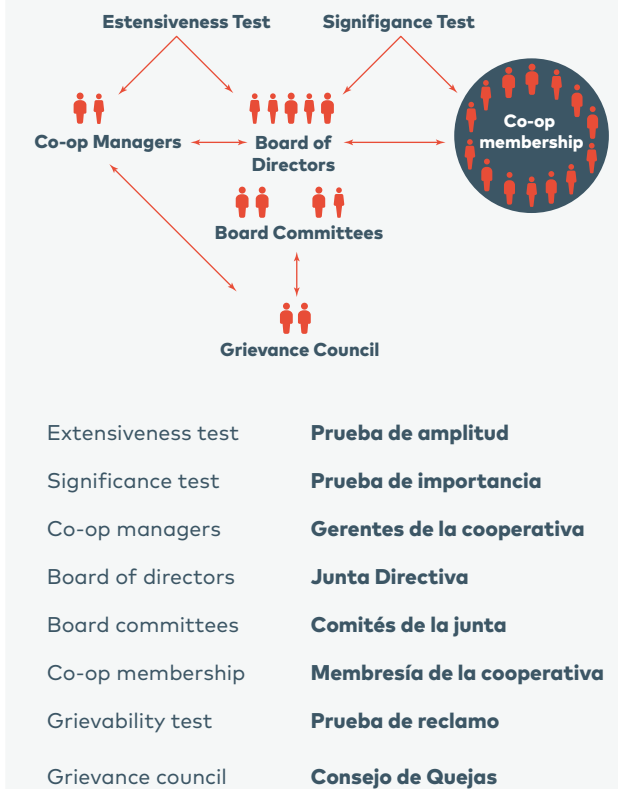 Estensiveness Test
Signifigance Test
Co-op Managers
Board of
Directors
Co-op
membership
Board Committees
Grievance Council
Extensiveness test Prueba de amplitud
Significance test Prueba de importancia
Co-op managers Gerentes de la cooperativa
Board of directors Junta Directiva
Board committees Comités de la junta
Co-op membership Membresía de la cooperativa
Grievability test Prueba de reclamo
Grievance council Consejo de Quejas